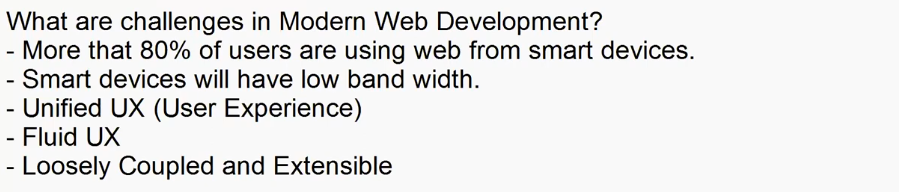 What are challenges in Modern Web Development?
- More that 80% of users are using web from smart devices.
- Smart devices will have low band width.
- Unified UX (User Experience)
- Fluid UX
- Loosely Coupled and Extensible